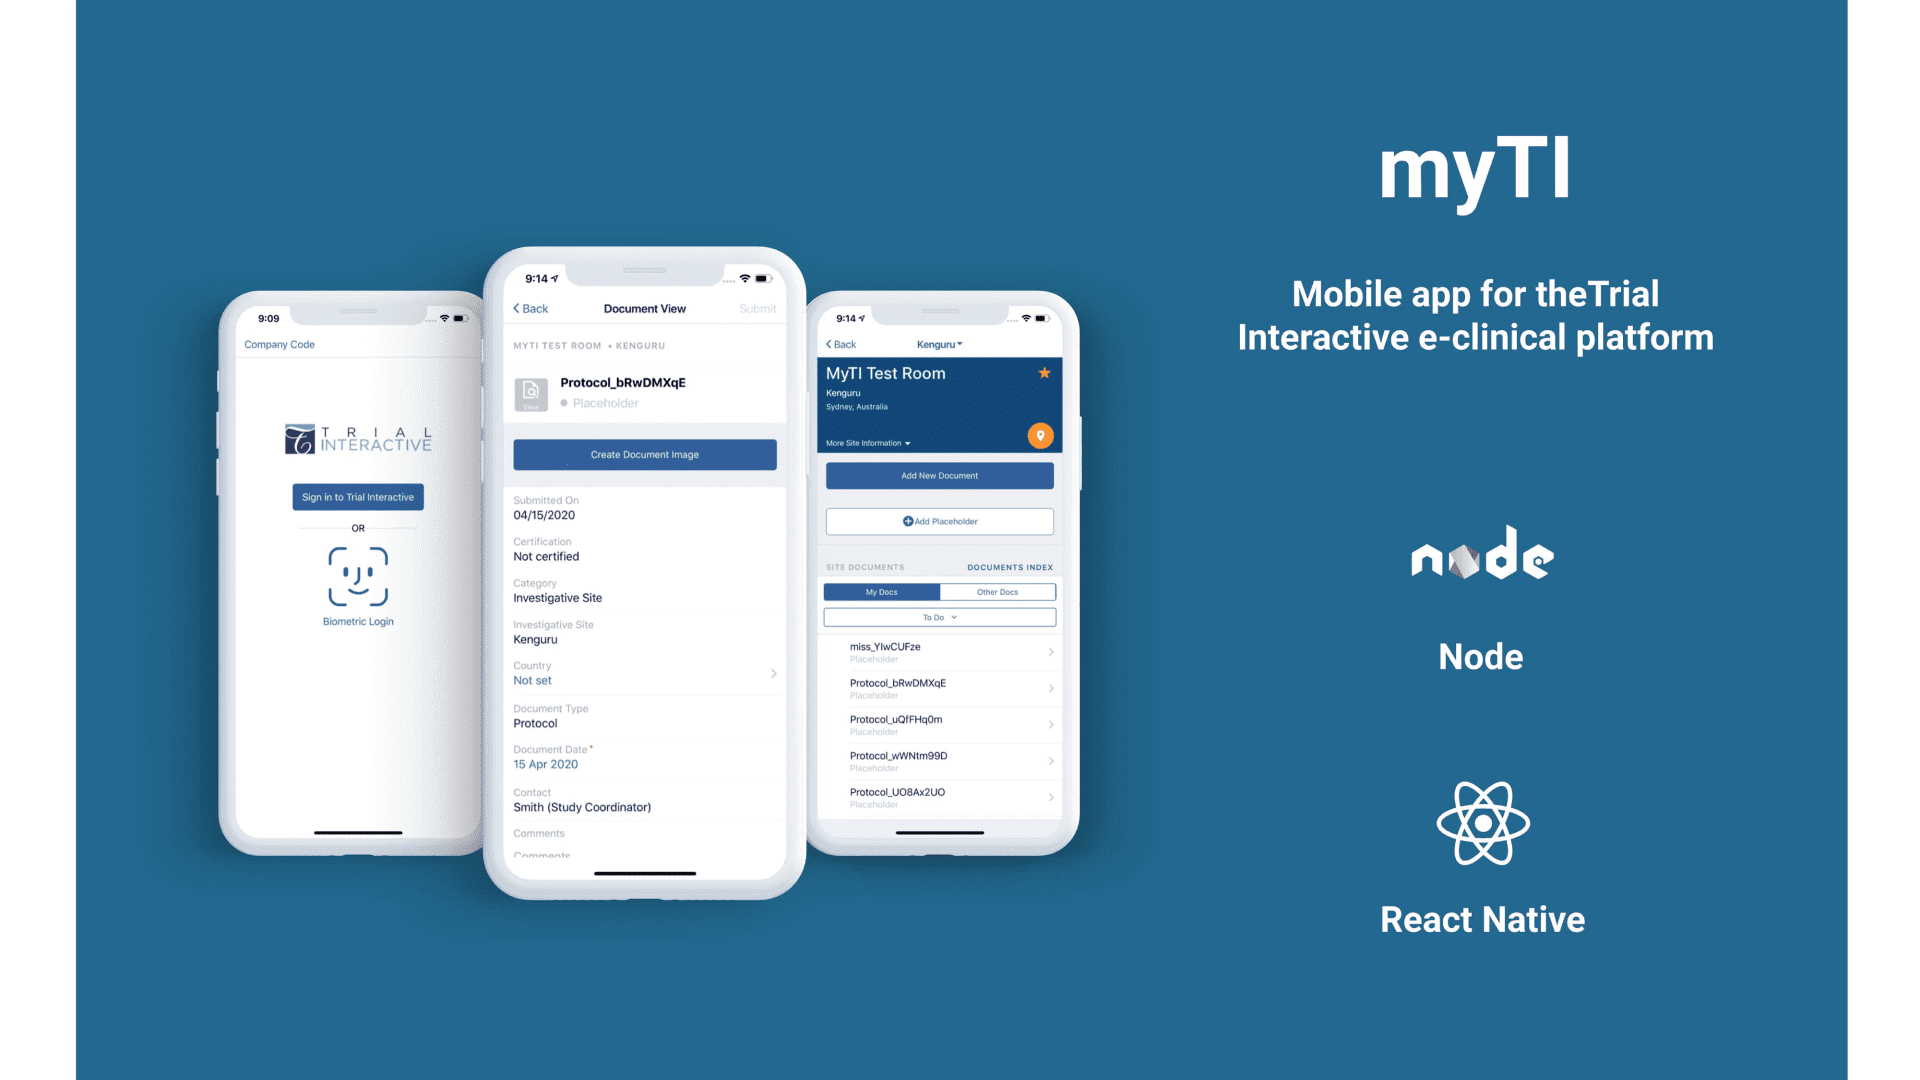 9:09
Company Code
TRIAL
INTERACTIVE
Sign in to Trial Interactive
OR
Biometric Login
9:14
Back
Document View
Submit
MYTI TEST ROOM • KENGURU
View
Protocol_bRwDMXqE
Placeholder
Create Document Image
Submitted On
04/15/2020
Certification
Not certified
Category
Investigative Site
Investigative Site
Kenguru
Country
Not set
Document Type
Protocol
Document Date*
15 Apr 2020
Contact
Smith (Study Coordinator)
Comments
Comments
9:14
Back
Kenguru
MyTI Test Room
Kenguru
Sydney, Australia
More Site Information
Add New Document
Add Placeholder
SITE DOCUMENTS
DOCUMENTS INDEX
My Docs
Other Docs
To Do
miss_YlwCUFze
Placeholder
Protocol_bRwDMXqE
Placeholder
Protocol_uQfFHq0m
Placeholder
Protocol_wWNtm99D
Placeholder
Protocol_UO8Ax2UO
Placeholder
myTI
Mobile app for theTrial
Interactive e-clinical platform
node
Node
React Native